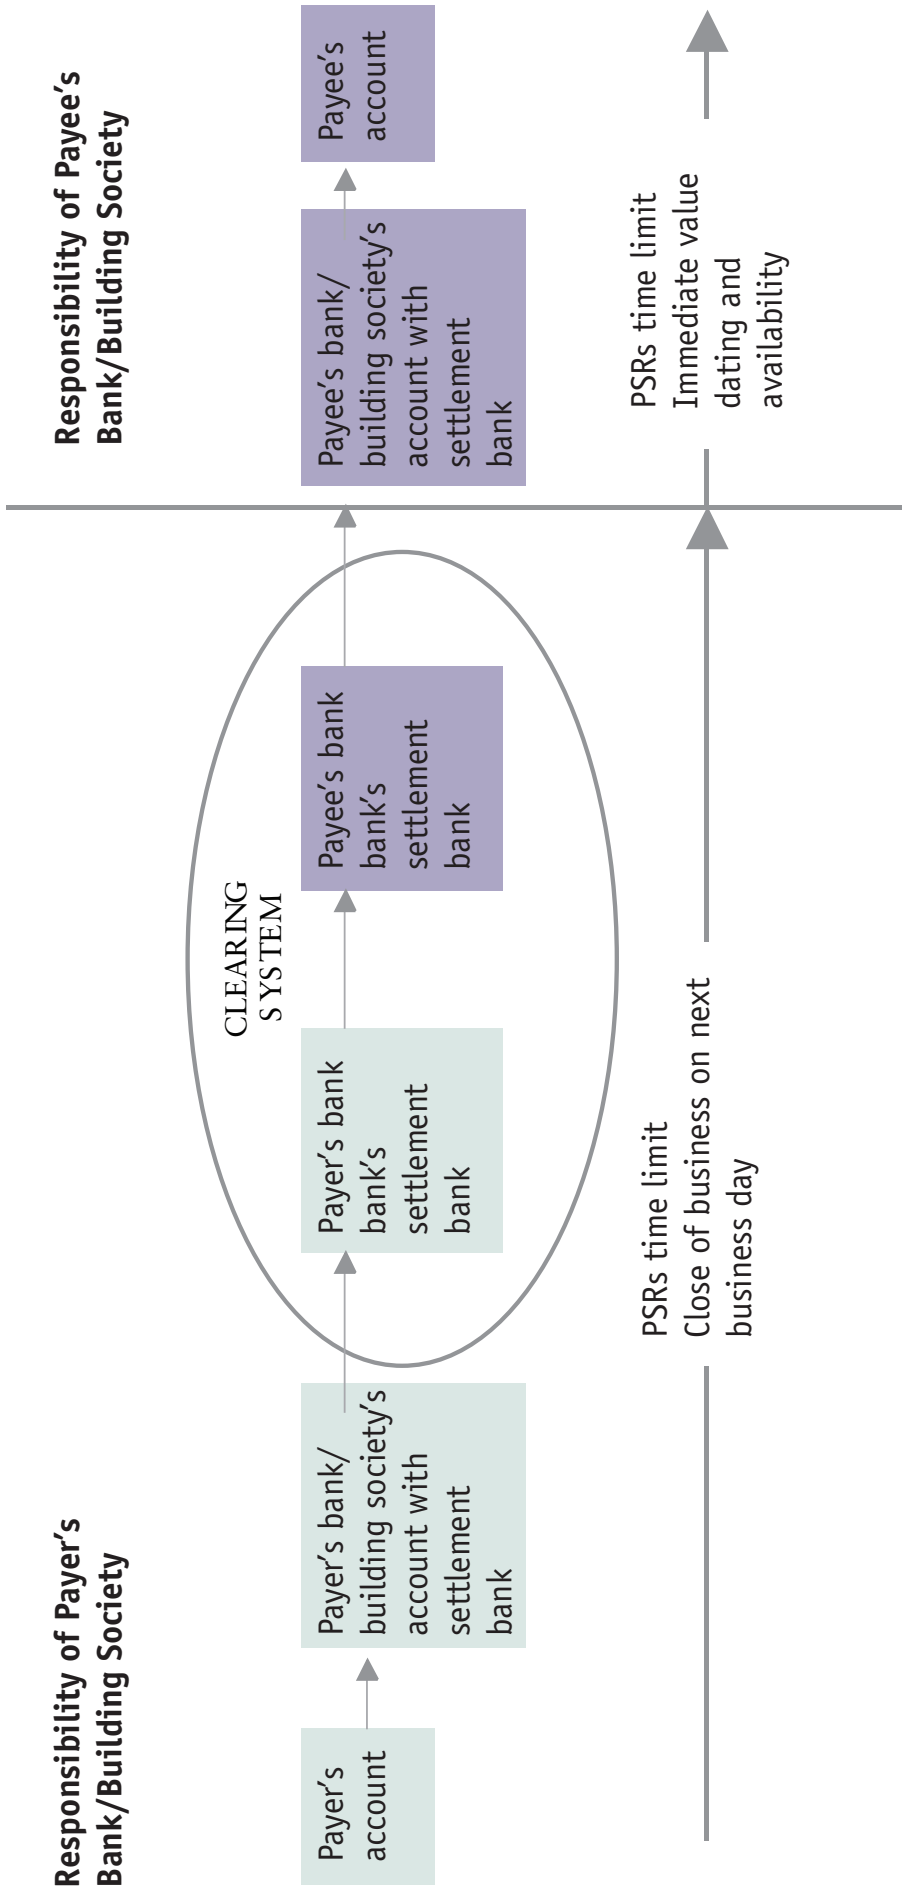 Responsibility of Payer's
Bank/Building Society
Responsibility of Payee's
Bank/Building Society
CLEARING
SYSTEM
Payer's
account
Payer's bank/
building society's
account with
settlement
bank
Payer's bank
bank's
settlement
bank
Payee's bank
bank's
settlement
bank
Payee's bank/
building society's
account with
settlement
bank
Payee's
account
PSRs time limit
Close of business on next
business day
PSRs time limit
Immediate value
dating and
availability